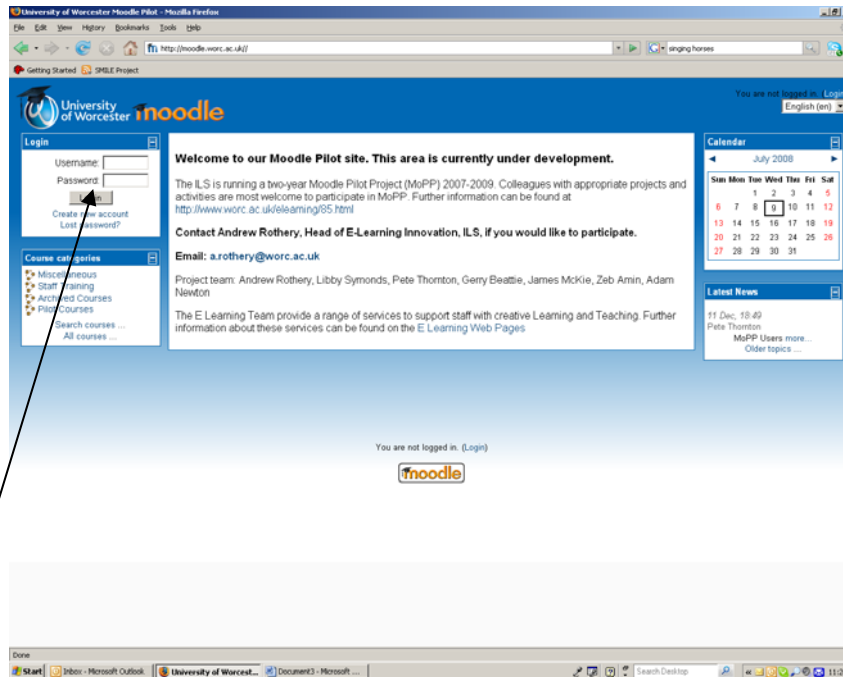 University of Worcester Moodle Pilot - Mozilla Firefox
File Edit View History Bookmarks Tools Help
http://moodle.worc.ac.uk// singing horses
Getting Started SMILE Project
You are not logged in. (Login
University of Worcester moodle
English (en)
Login
Username:
Password:
Create new account
Lost password?
Course categories
Miscellaneous
Staff Training
Archived Courses
Pilot Courses
Search courses ...
All courses ...
Welcome to our Moodle Pilot site. This area is currently under development.
The ILS is running a two-year Moodle Pilot Project (MoPP) 2007-2009. Colleagues with appropriate projects and
activities are most welcome to participate in MoPP. Further information can be found at
http://www.worc.ac.uk/elearning/85.html
Contact Andrew Rothery, Head of E-Learning Innovation, ILS, if you would like to participate.
Email: a.rothery@worc.ac.uk
Project team: Andrew Rothery, Libby Symonds, Pete Thornton, Gerry Beattie, James McKie, Zeb Amin, Adam
Newton
The E Learning Team provide a range of services to support staff with creative Learning and Teaching. Further
information about these services can be found on the E Learning Web Pages
Calendar
July 2008
Sun Mon Tue Wed Thu Fri Sat
1 2 3 4 5
6 7 8 9 10 11 12
13 14 15 16 17 18 19
20 21 22 23 24 25 26
27 28 29 30 31
Latest News
11 Dec, 18:49
Pete Thornton
MoPP Users more...
Older topics ...
You are not logged in. (Login)
moodle
Done
Start Inbox - Microsoft Outlook University of Worcest... Document3 - Microsoft ... Search Desktop